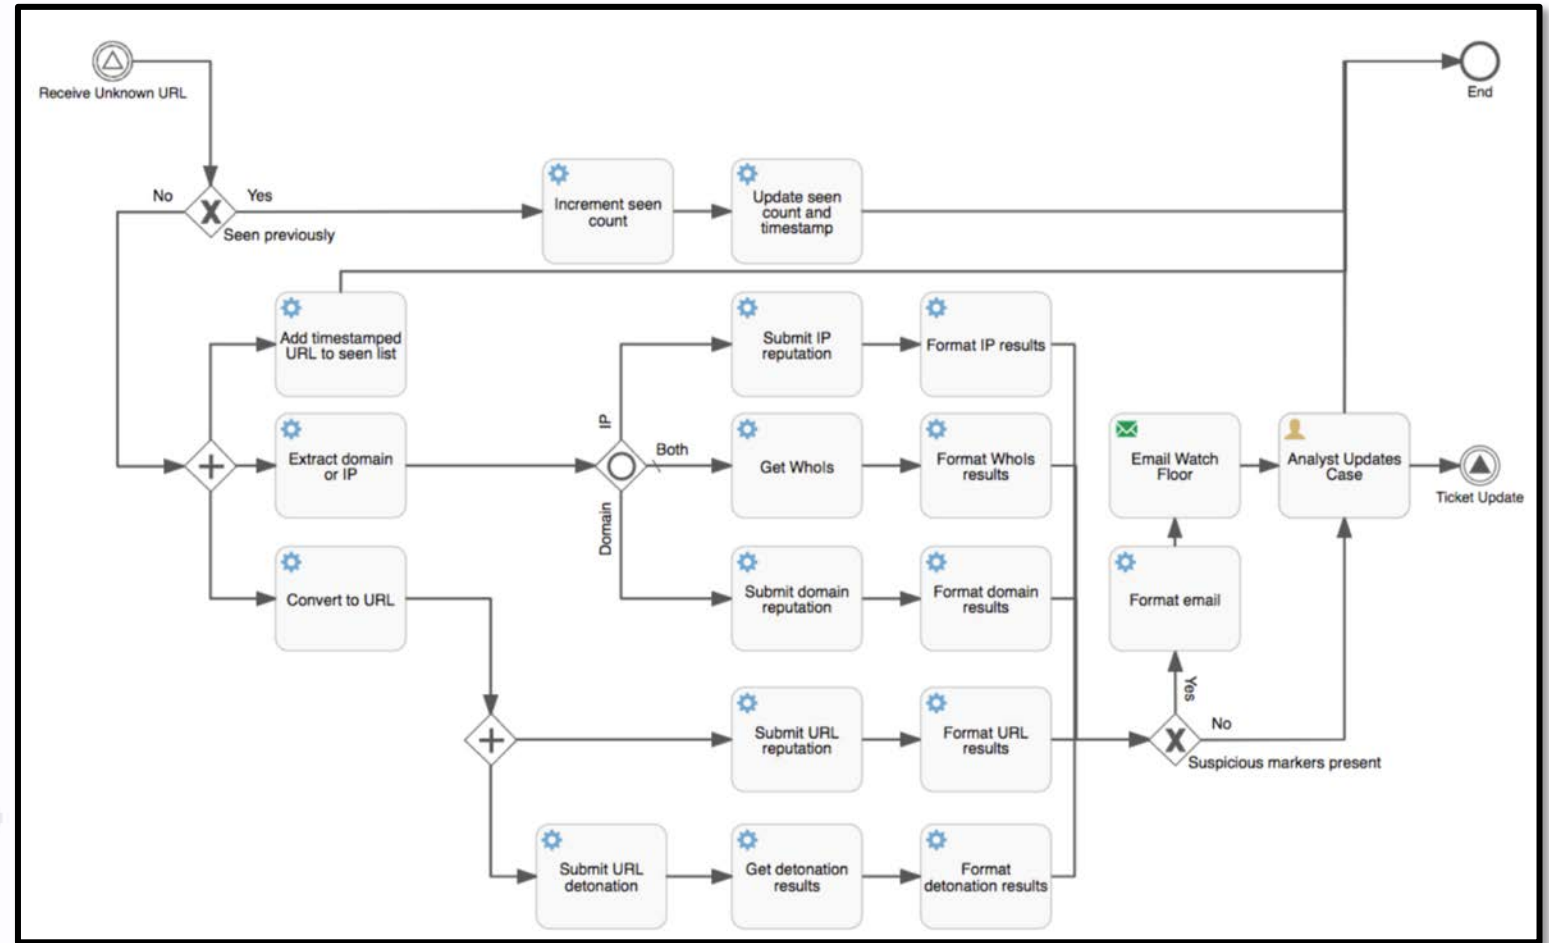 Receive Unknown URL
End
No
Yes
Seen previously
Increment seen
count
Update seen
count and
timestamp
Add timestamped
URL to seen list
Submit IP
reputation
Format IP results
IP
Extract domain
or IP
Both
Get WhoIs
Format WhoIs
results
Email Watch
Floor
Analyst Updates
Case
Ticket Update
Domain
Convert to URL
Submit domain
reputation
Format domain
results
Format email
Yes
Submit URL
reputation
Format URL
results
No
Suspicious markers present
Submit URL
detonation
Get detonation
results
Format
detonation results